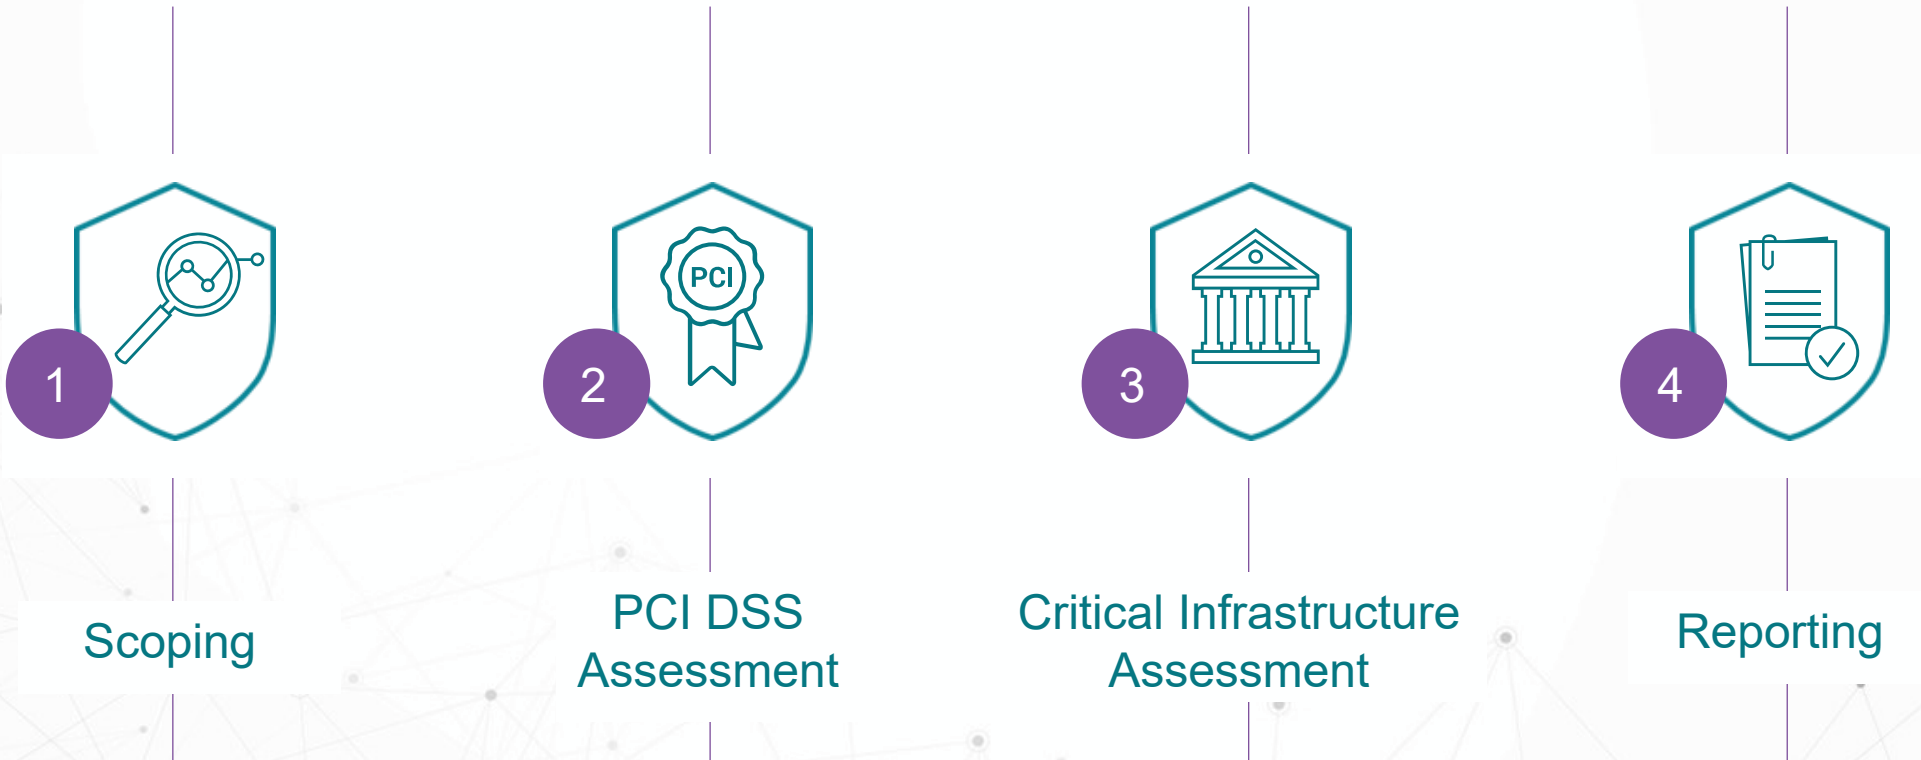 PCI
1
2
3
4
Scoping
PCI DSS
Assessment
Critical Infrastructure
Assessment
Reporting